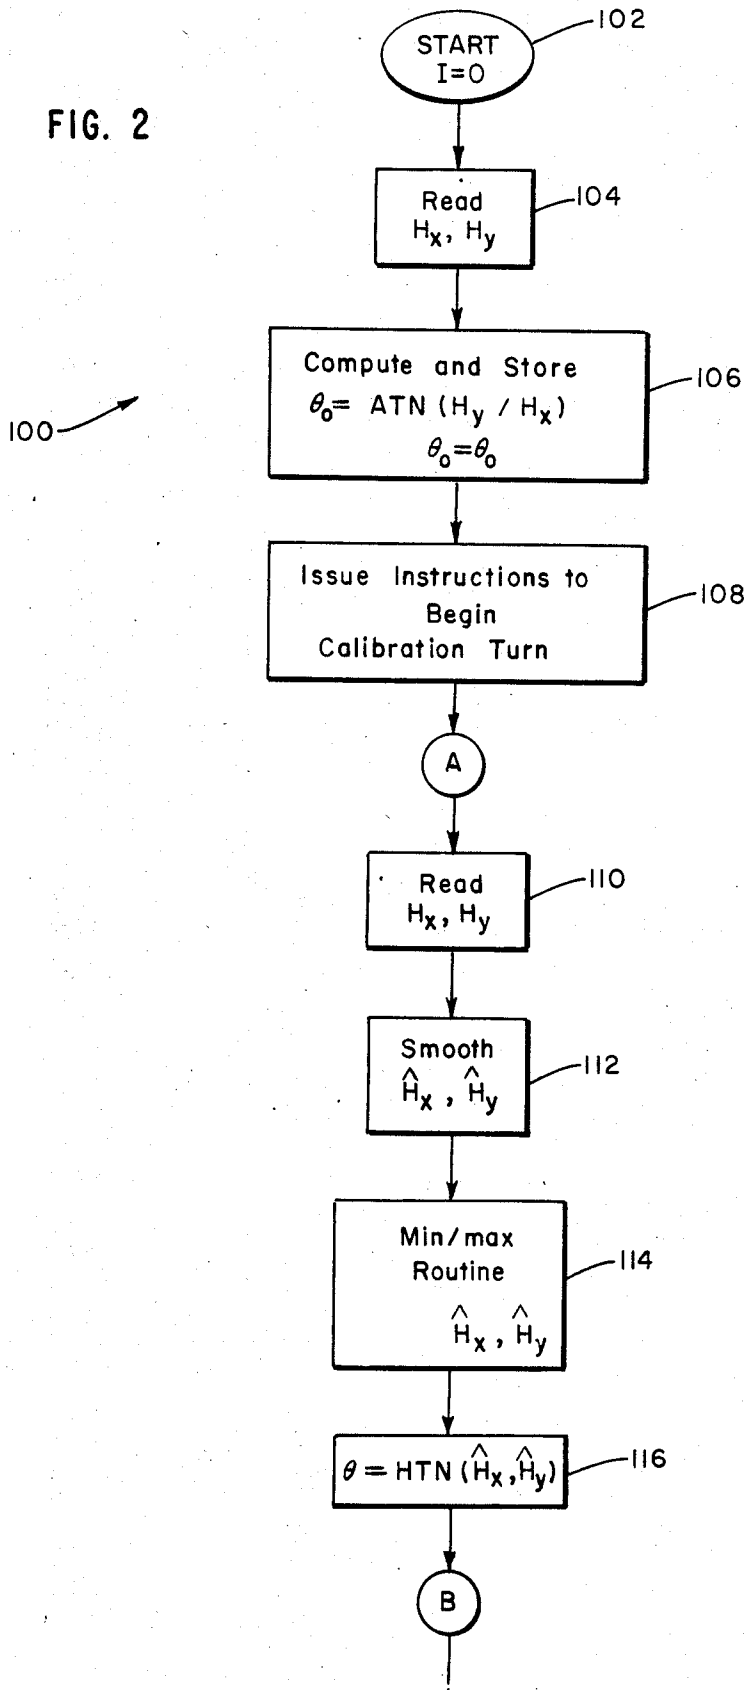 FIG. 2
START
I=0
102
Read
Hx, Hy
104
Compute and Store
θo= ATN (Hy / Hx)
θo=θo
106
100
Issue Instructions to
Begin
Calibration Turn
108
A
Read
Hx, Hy
110
Smooth
Ĥx , Ĥy
112
Min/max
Routine
Ĥx , Ĥy
114
θ = HTN (Ĥx,Ĥy)
116
B